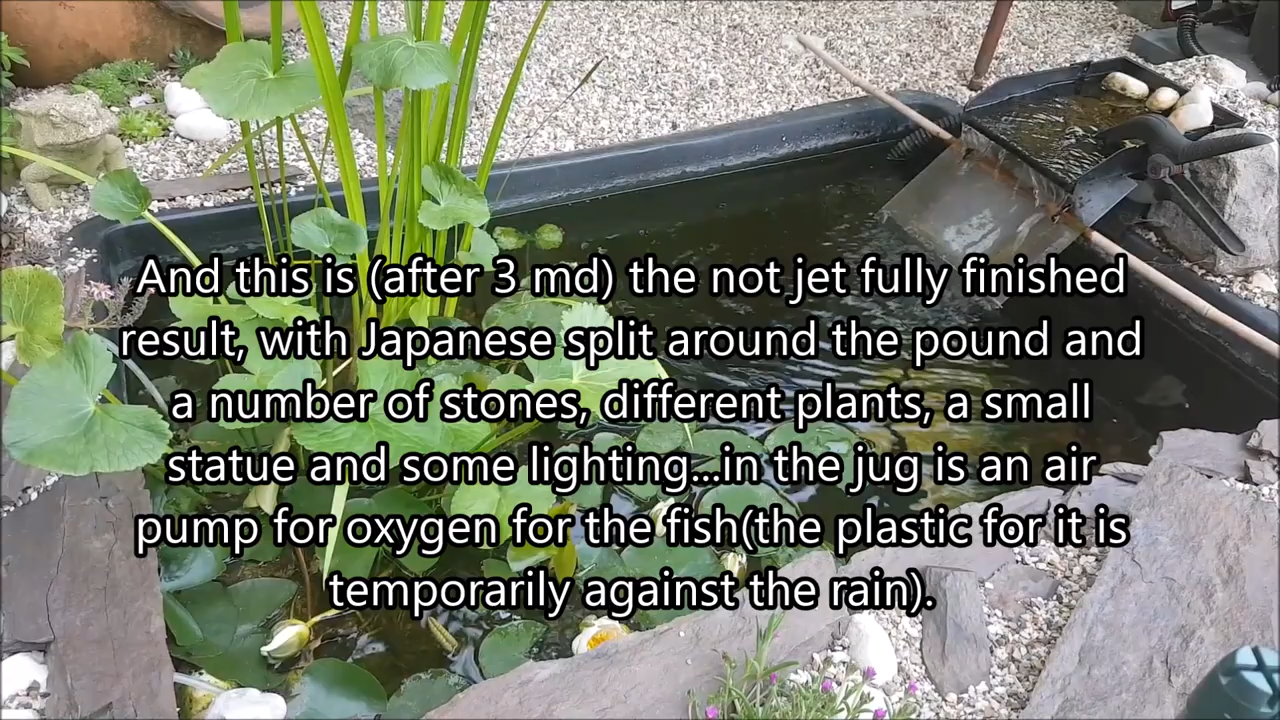 And this is (after 3 md) the not jet fully finished
result, with Japanese split around the pound and
a number of stones, different plants, a small
statue and some lighting...in the jug is an air
pump for oxygen for the fish(the plastic for it is
temporarily against the rain).